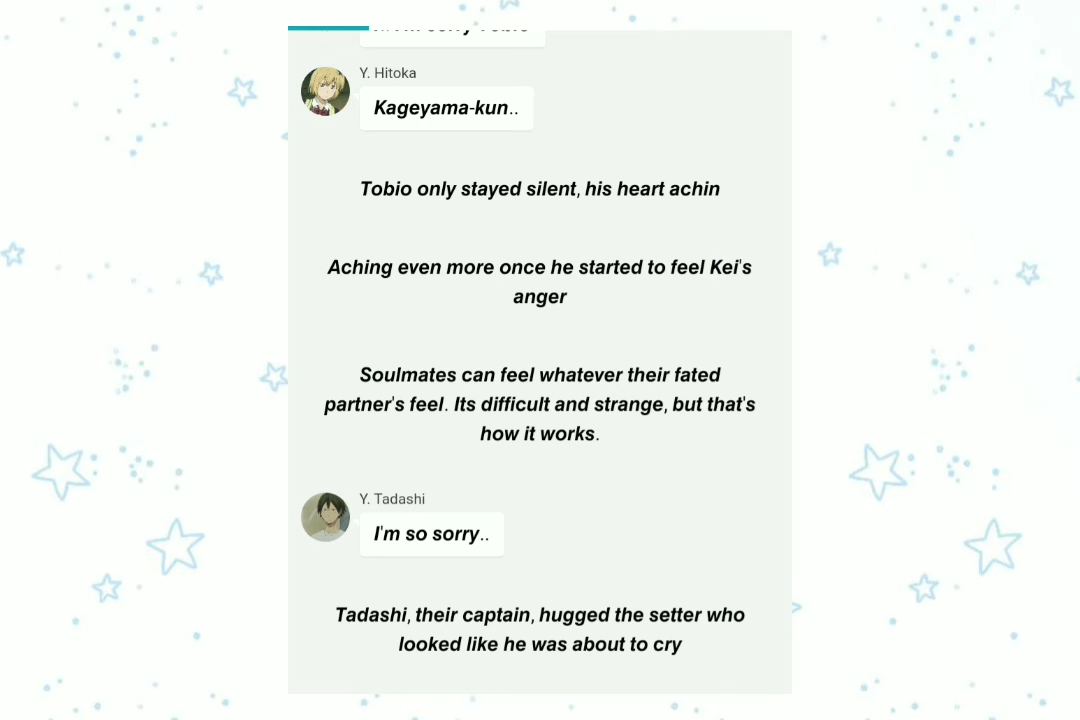 Y. Hitoka
Kageyama-kun..
Tobio only stayed silent, his heart achin
Aching even more once he started to feel Kei's
anger
Soulmates can feel whatever their fated
partner's feel. Its difficult and strange, but that's
how it works.
Y. Tadashi
I'm so sorry..
Tadashi, their captain, hugged the setter who
looked like he was about to cry